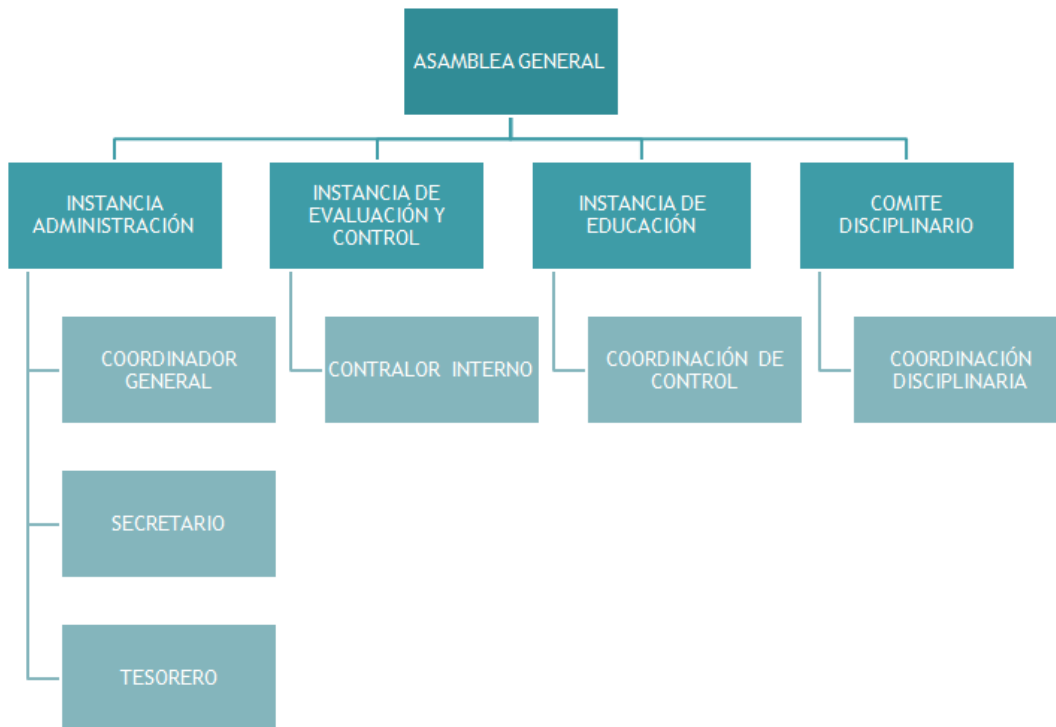 ASAMBLEA GENERAL
INSTANCIA
ADMINISTRACIÓN
INSTANCIA DE
EVALUACIÓN Y
CONTROL
INSTANCIA DE
EDUCACIÓN
COMITE
DISCIPLINARIO
COORDINADOR
GENERAL
CONTRALOR INTERNO
COORDINACIÓN DE
CONTROL
COORDINACIÓN
DISCIPLINARIA
SECRETARIO
TESORERO